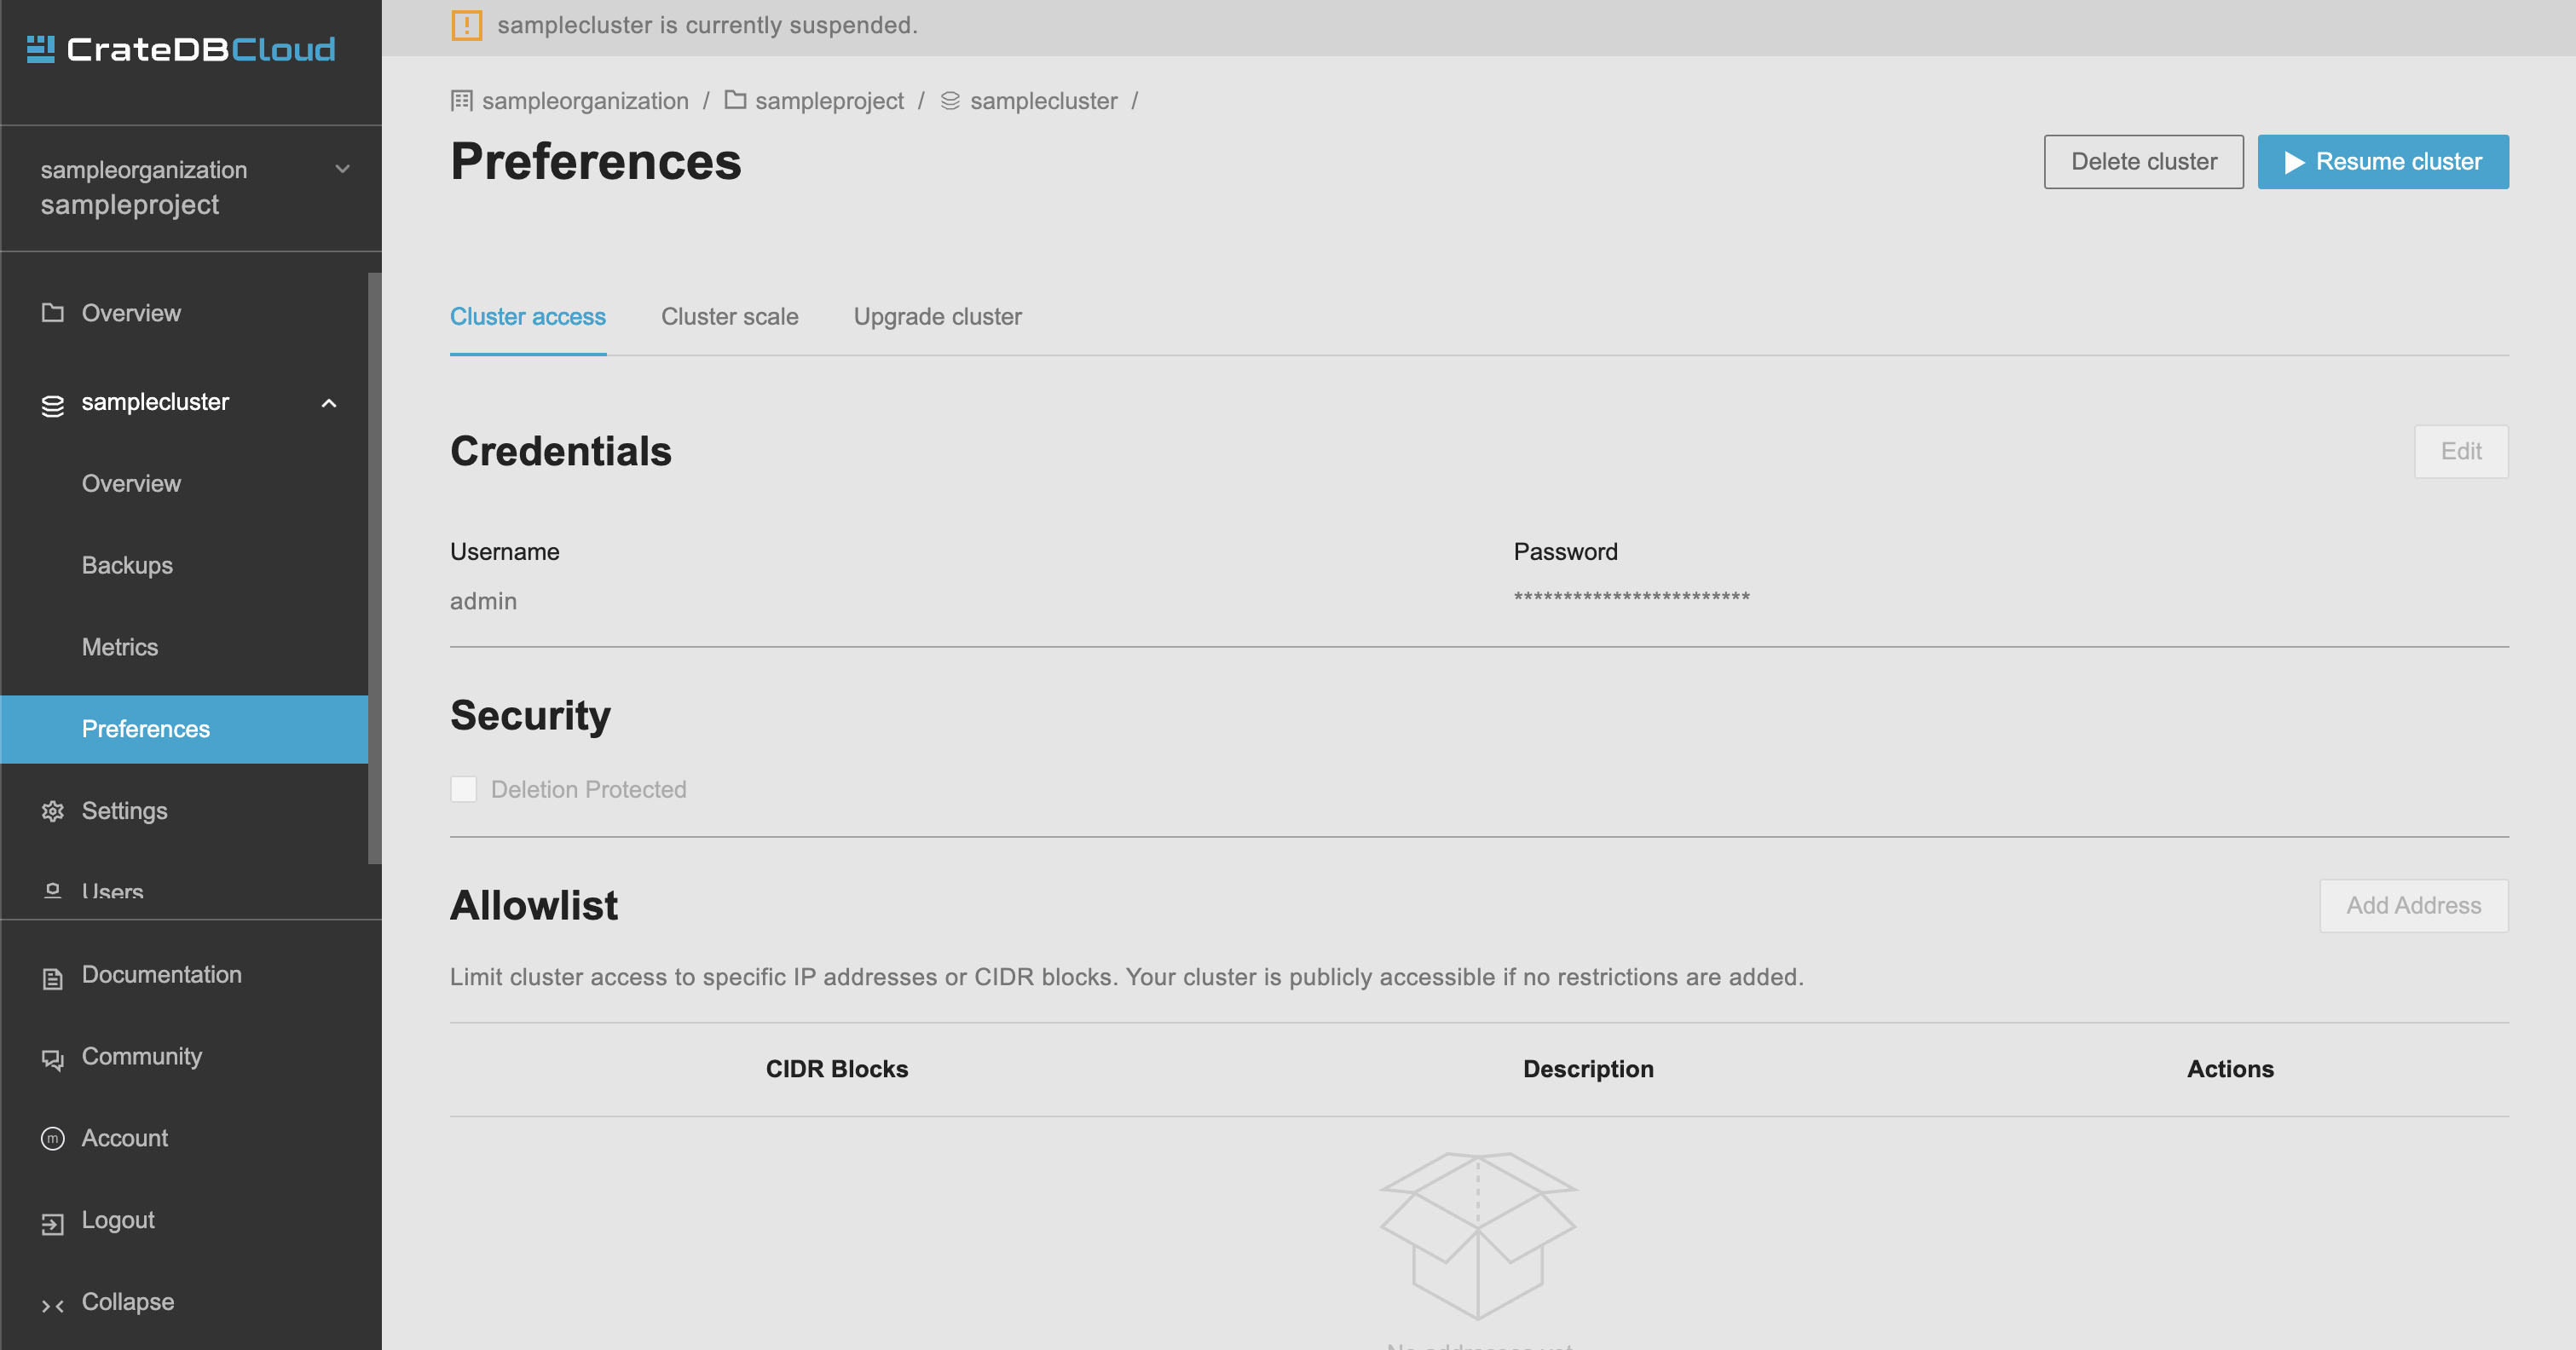 CrateDBCloud
sampleorganization
sampleproject
Overview
samplecluster
Overview
Backups
Metrics
Preferences
Settings
Users
Documentation
Community
m Account
Logout
Collapse
samplecluster is currently suspended.
sampleorganization / sampleproject / samplecluster /
Preferences
Delete cluster
Resume cluster
Cluster access Cluster scale Upgrade cluster
Credentials
Edit
Username Password
admin ************************
Security
Deletion Protected
Allowlist
Add Address
Limit cluster access to specific IP addresses or CIDR blocks. Your cluster is publicly accessible if no restrictions are added.
CIDR Blocks Description Actions